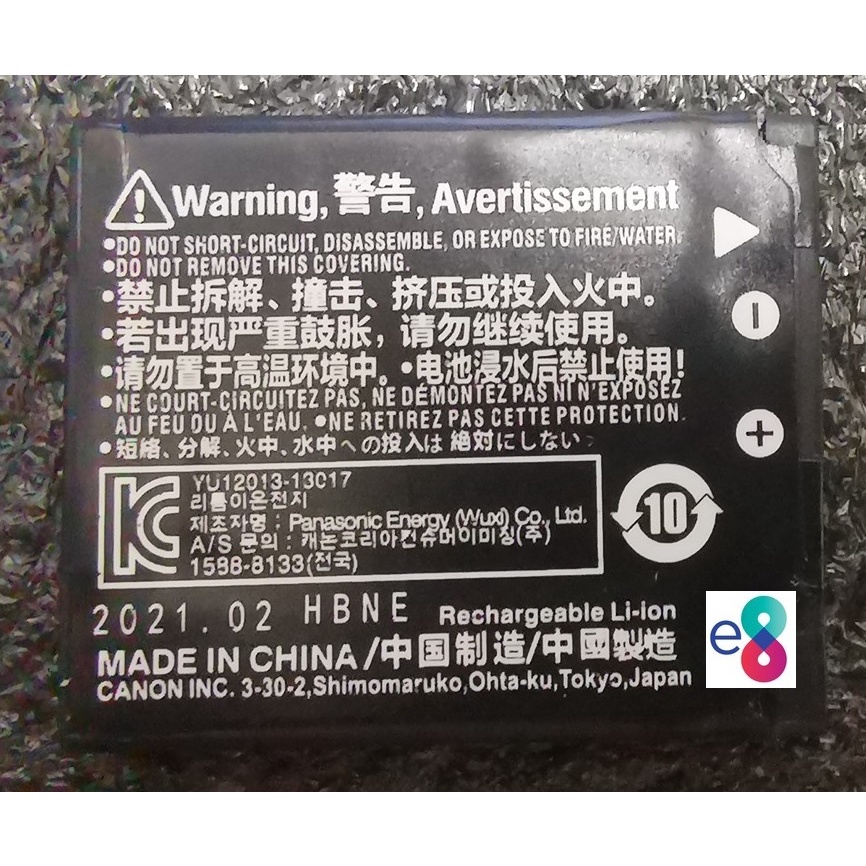 Warning, 警告, Avertissement
•DO NOT SHORT-CIRCUIT, DISASSEMBLE, OR EXPOSE TO FIRE/WATER.
•DO NOT REMOVE THIS COVERING.
•禁止拆解、撞击、挤压或投入火中。
•若出现严重鼓胀，请勿继续使用。
•请勿置于高温环境中。•电池浸水后禁止使用!
•NE COURT-CIRCUITEZ PAS, NE DÉMONTEZ PAS NI N'EXPOSEZ
AU FEU OU À L'EAU. •NE RETIREZ PAS CETTE PROTECTION.
•短絡、分解、火中、水中への投入は 絶対にしない
YU12013-13017
리튬이온전지
제조자명 : Panasonic Energy (Wuxi) Co., Ltd.
A/S 문의 : 캐논코리아컨슈머이미징(주)
1588-8133(전국)
10
2021.02 HBNE Rechargeable Li-ion
MADE IN CHINA/中国制造/中國製造
CANON INC. 3-30-2,Shimomaruko,Ohta-ku,Tokyo,Japan
e8